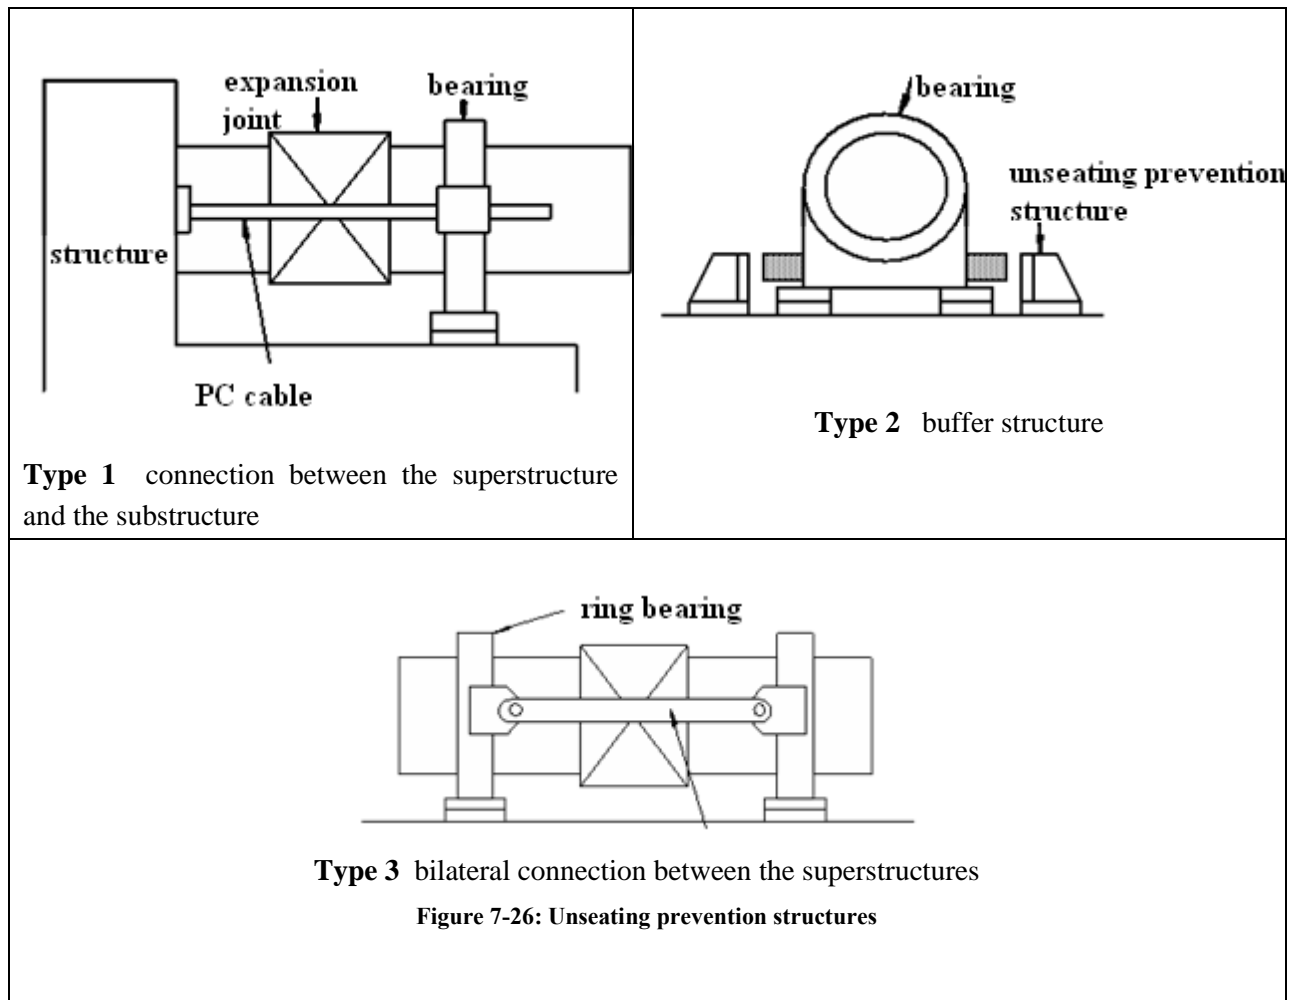 expansion
joint
bearing
structure
PC cable
Type 1 connection between the superstructure
and the substructure
bearing
unseating prevention
structure
Type 2 buffer structure
ring bearing
Type 3 bilateral connection between the superstructures
Figure 7-26: Unseating prevention structures